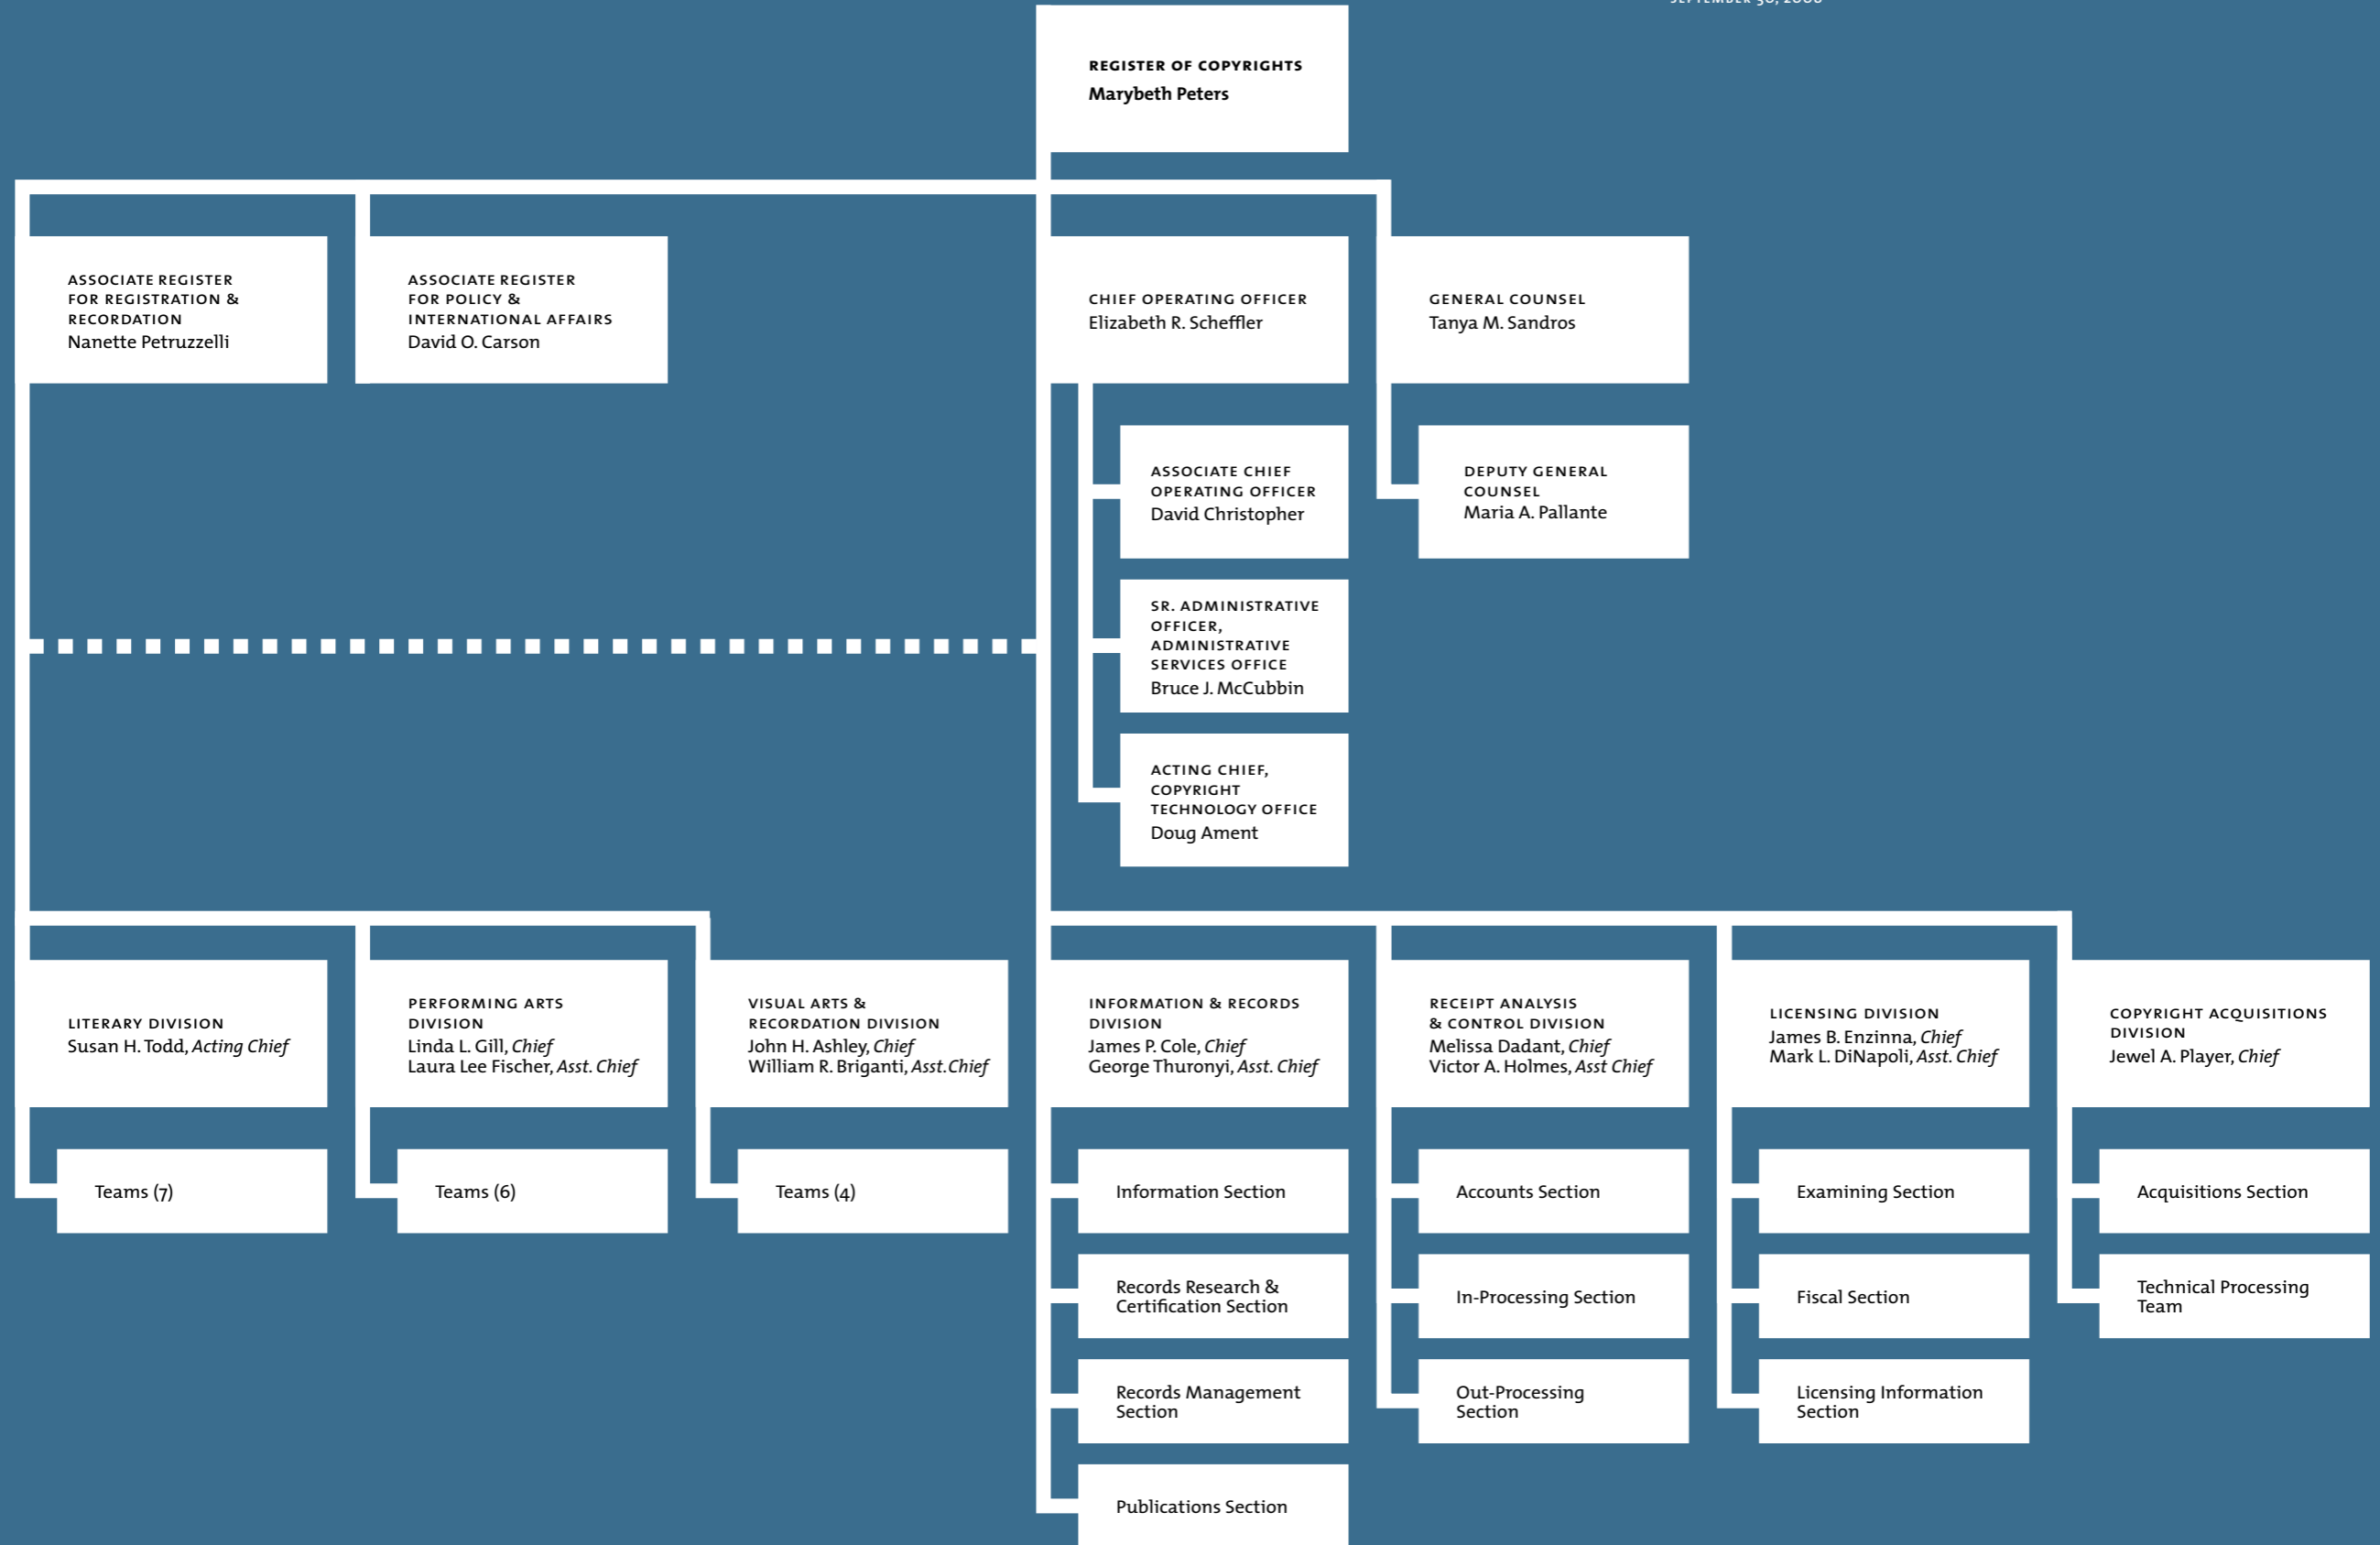 REGISTER OF COPYRIGHTS
Marybeth Peters
ASSOCIATE REGISTER
FOR REGISTRATION &
RECORDATION
Nanette Petruzzelli
ASSOCIATE REGISTER
FOR POLICY &
INTERNATIONAL AFFAIRS
David O. Carson
CHIEF OPERATING OFFICER
Elizabeth R. Scheffler
GENERAL COUNSEL
Tanya M. Sandros
ASSOCIATE CHIEF
OPERATING OFFICER
David Christopher
DEPUTY GENERAL
COUNSEL
Maria A. Pallante
SR. ADMINISTRATIVE
OFFICER,
ADMINISTRATIVE
SERVICES OFFICE
Bruce J. McCubbin
ACTING CHIEF,
COPYRIGHT
TECHNOLOGY OFFICE
Doug Ament
LITERARY DIVISION
Susan H. Todd, Acting Chief
PERFORMING ARTS
DIVISION
Linda L. Gill, Chief
Laura Lee Fischer, Asst. Chief
VISUAL ARTS &
RECORDATION DIVISION
John H. Ashley, Chief
William R. Briganti, Asst.Chief
INFORMATION & RECORDS
DIVISION
James P. Cole, Chief
George Thuronyi, Asst. Chief
RECEIPT ANALYSIS
& CONTROL DIVISION
Melissa Dadant, Chief
Victor A. Holmes, Asst Chief
LICENSING DIVISION
James B. Enzinna, Chief
Mark L. DiNapoli, Asst. Chief
COPYRIGHT ACQUISITIONS
DIVISION
Jewel A. Player, Chief
Teams (7)
Teams (6)
Teams (4)
Information Section
Accounts Section
Examining Section
Acquisitions Section
Records Research &
Certification Section
In-Processing Section
Fiscal Section
Technical Processing
Team
Records Management
Section
Out-Processing
Section
Licensing Information
Section
Publications Section